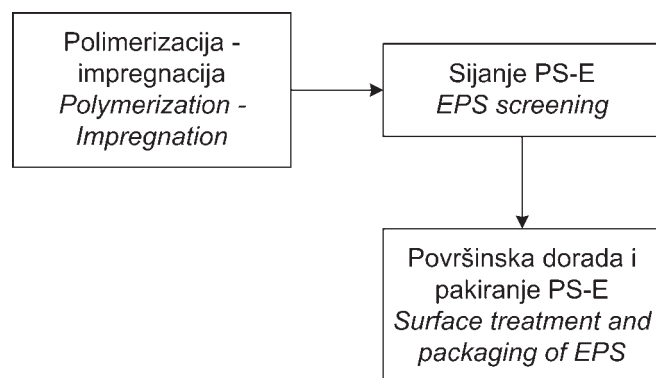 Polimerizacija -
impregnacija
Polymerization -
Impregnation
Sijanje PS-E
EPS screening
Površinska dorada i
pakiranje PS-E
Surface treatment and
packaging of EPS